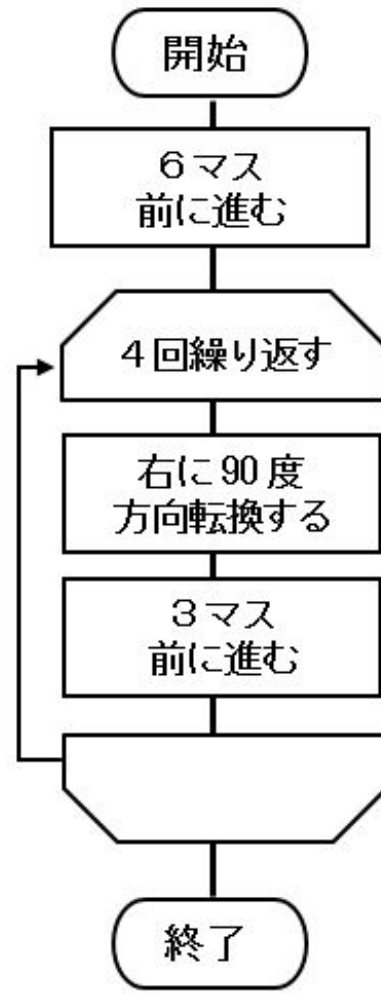 開始
６マス
前に進む
４回繰り返す
右に90度
方向転換する
３マス
前に進む
終了